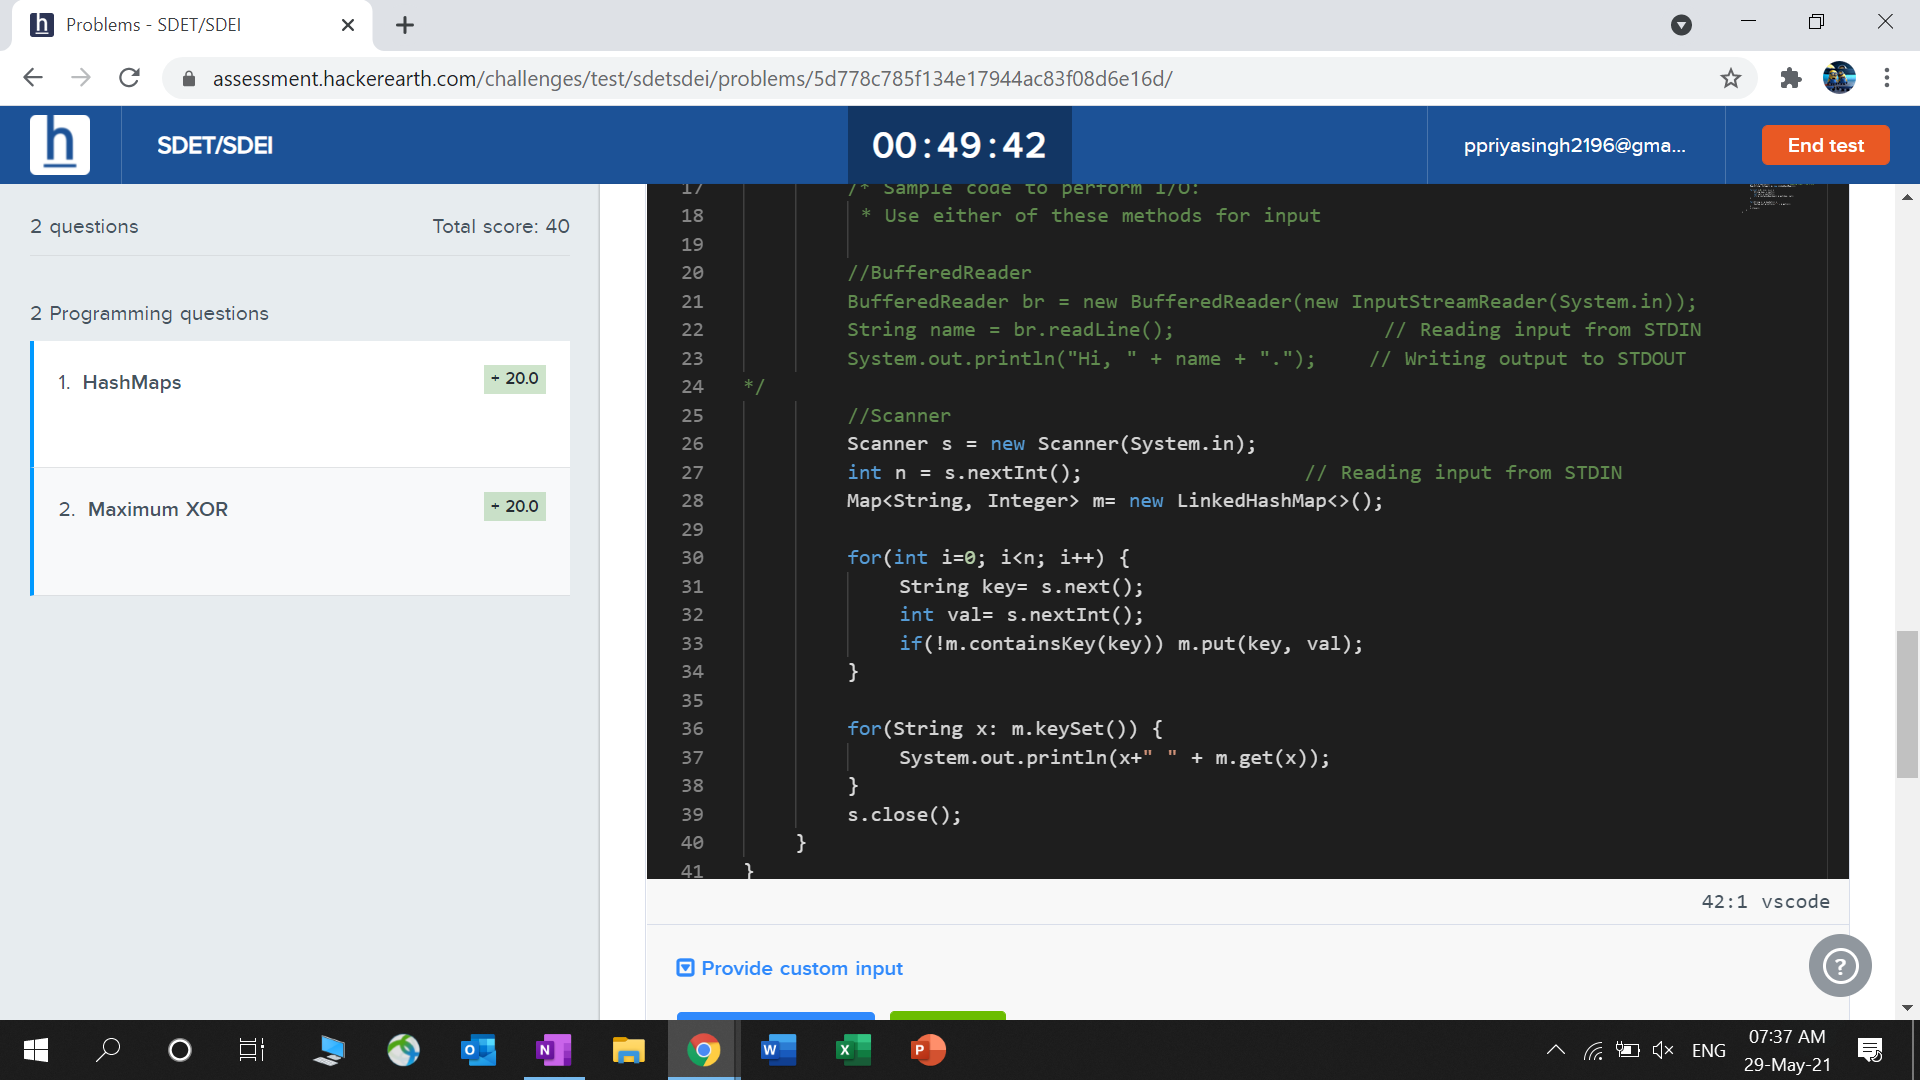 Problems - SDET/SDEI
assessment.hackerearth.com/challenges/test/sdetsdei/problems/5d778c785f134e17944ac83f08d6e16d/
h
SDET/SDEI
00:49:42
ppriyasingh2196@gma...
End test
2 questions
Total score: 40
2 Programming questions
1. HashMaps
+ 20.0
2. Maximum XOR
+ 20.0
17 /* Sample code to perform I/O:
18 * Use either of these methods for input
19
20 //BufferedReader
21 BufferedReader br = new BufferedReader(new InputStreamReader(System.in));
22 String name = br.readLine(); // Reading input from STDIN
23 System.out.println("Hi, " + name + "."); // Writing output to STDOUT
24 */
25 //Scanner
26 Scanner s = new Scanner(System.in);
27 int n = s.nextInt(); // Reading input from STDIN
28 Map<String, Integer> m= new LinkedHashMap<>();
29
30 for(int i=0; i<n; i++) {
31 String key= s.next();
32 int val= s.nextInt();
33 if(!m.containsKey(key)) m.put(key, val);
34 }
35
36 for(String x: m.keySet()) {
37 System.out.println(x+" " + m.get(x));
38 }
39 s.close();
40 }
41 }
42:1 vscode
Provide custom input
?
ENG
07:37 AM
29-May-21